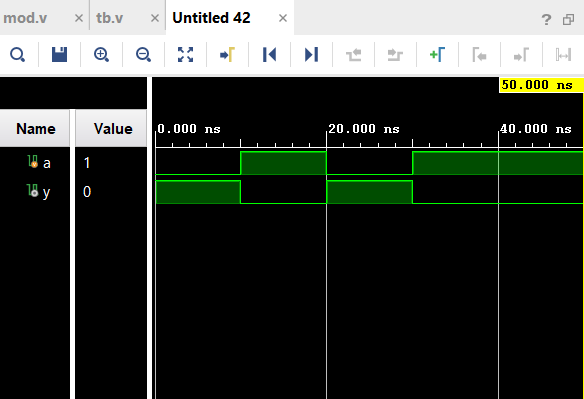 mod.v × tb.v × Untitled 42 ×
?
50.000 ns
Name Value
0.000 ns 20.000 ns 40.000 ns
a 1
y 0